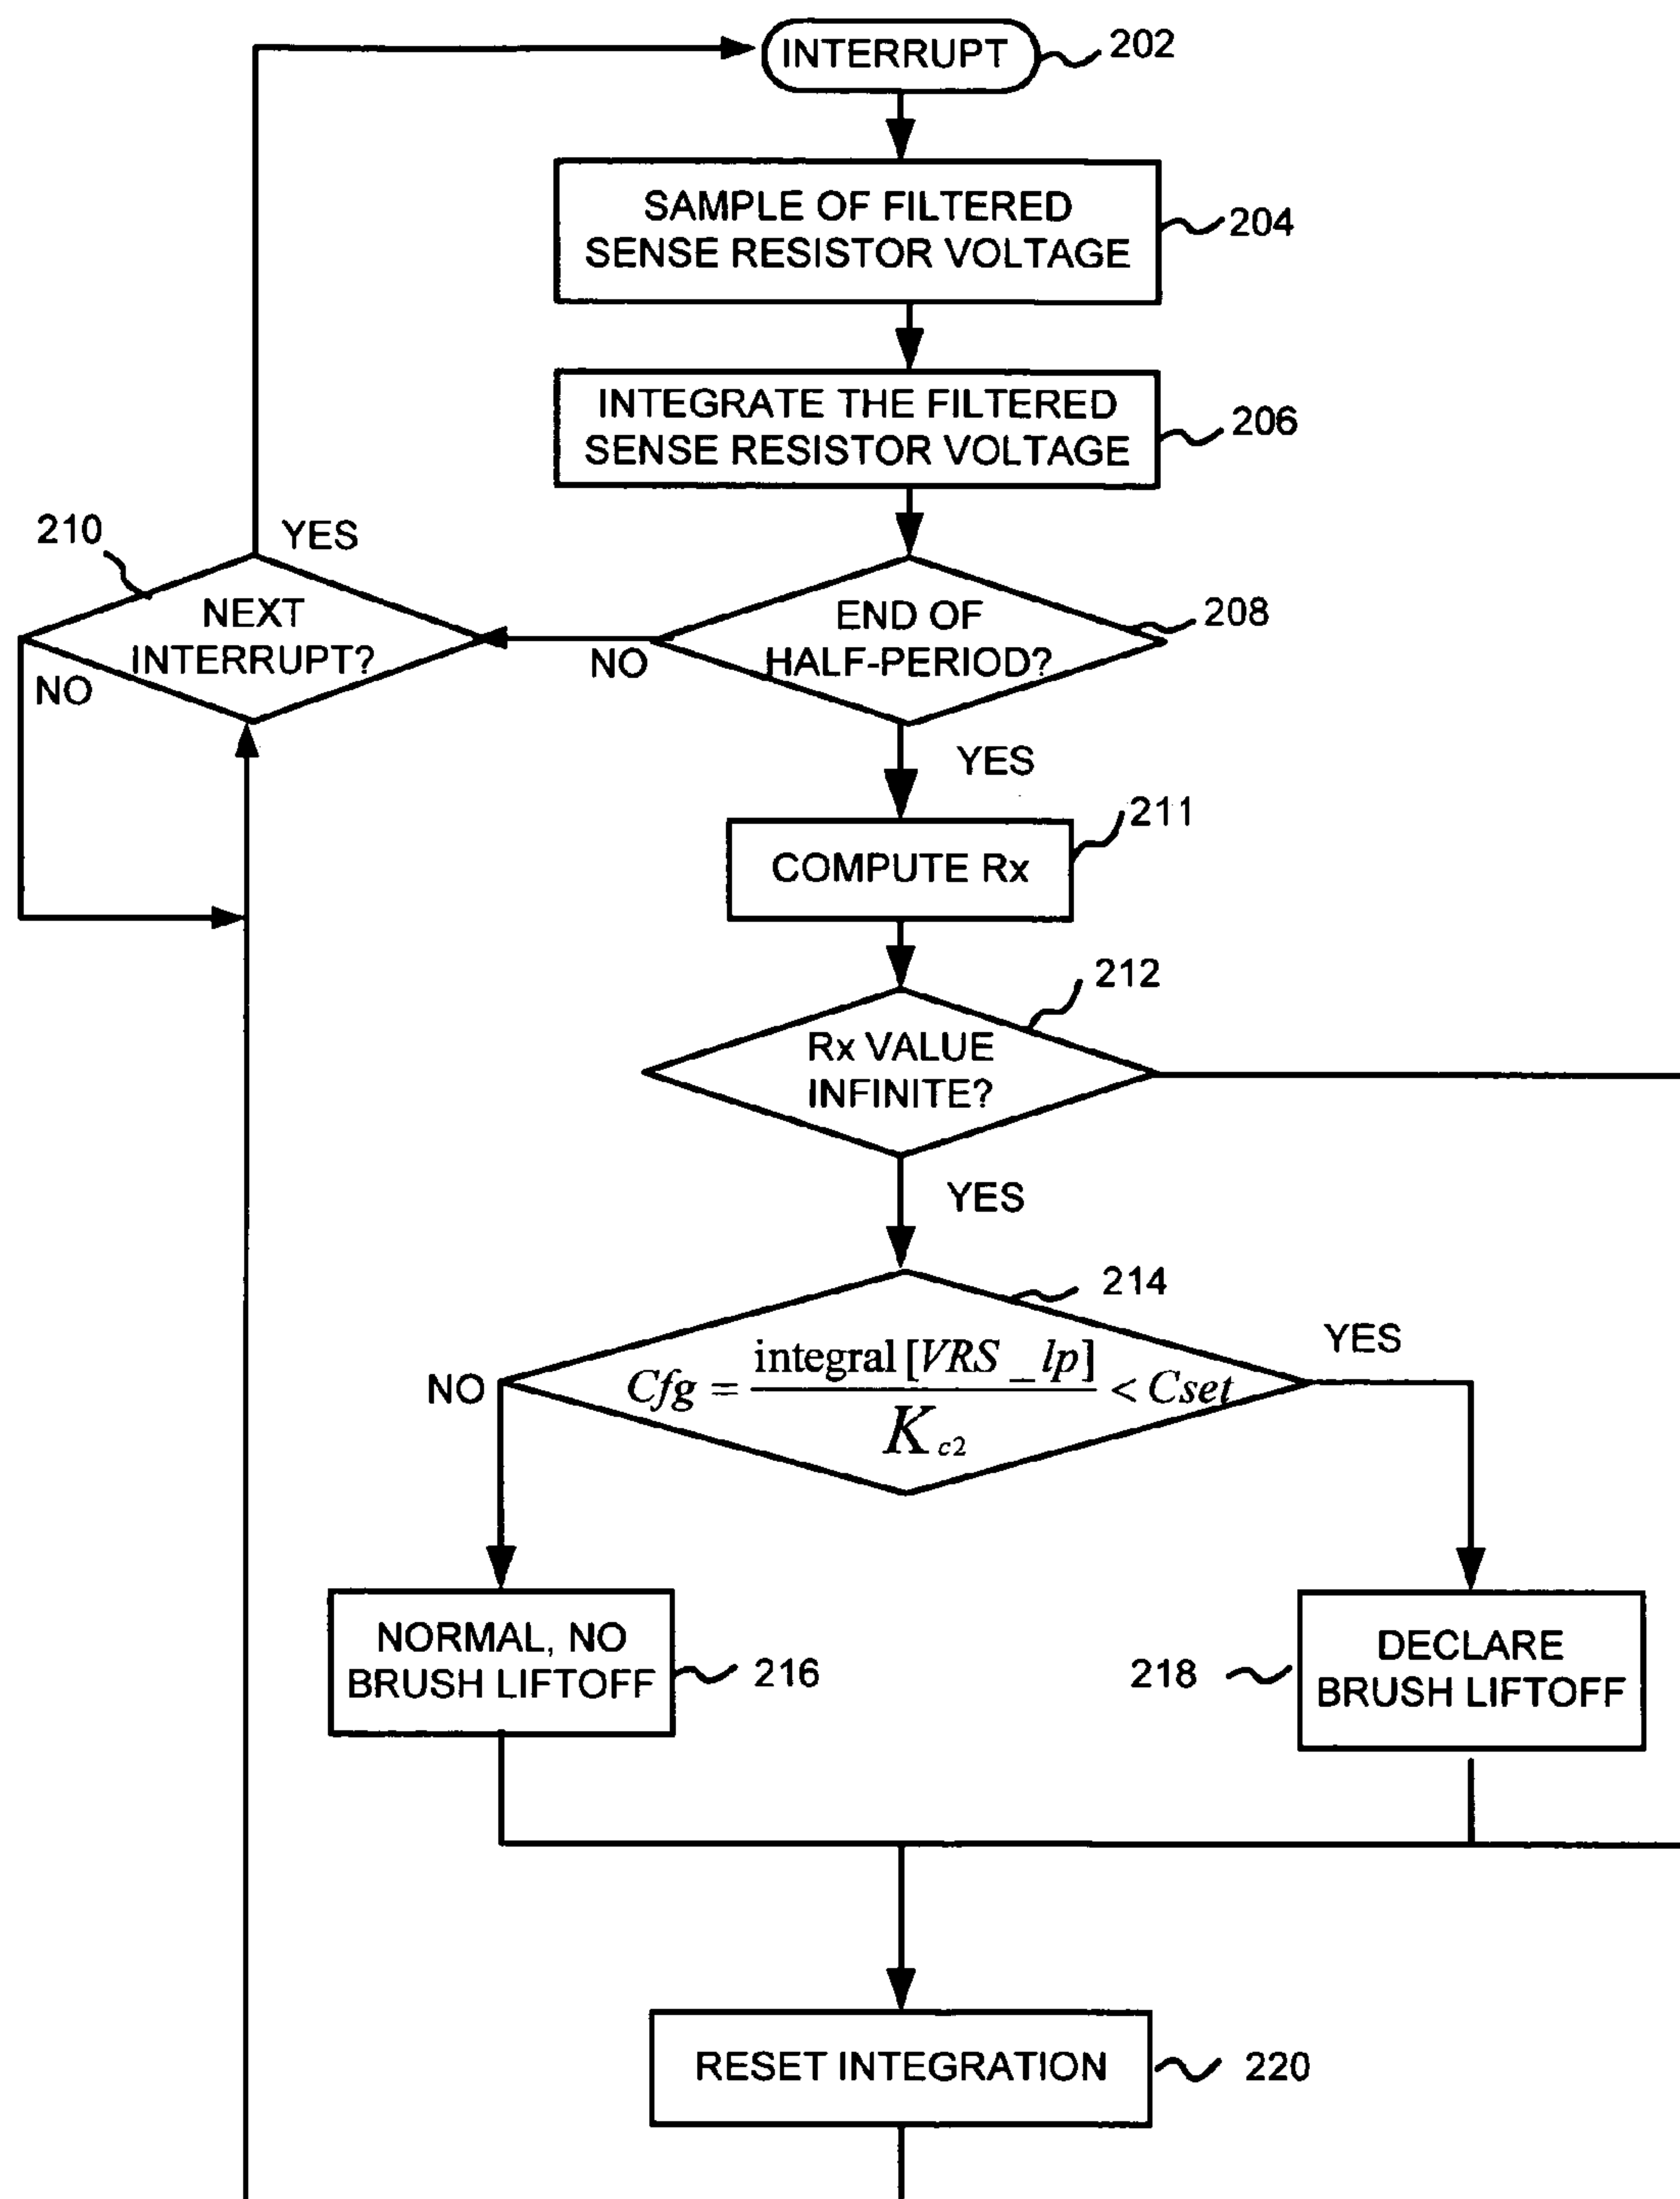 INTERRUPT
202
SAMPLE OF FILTERED
SENSE RESISTOR VOLTAGE
204
INTEGRATE THE FILTERED
SENSE RESISTOR VOLTAGE
206
210
YES
NEXT
INTERRUPT?
NO
END OF
HALF-PERIOD?
208
NO
YES
COMPUTE Rx
211
Rx VALUE
INFINITE?
212
YES
214
Cfg = integral [VRS _ lp] / K c2 < Cset
NO
YES
NORMAL, NO
BRUSH LIFTOFF
216
218
DECLARE
BRUSH LIFTOFF
RESET INTEGRATION
220